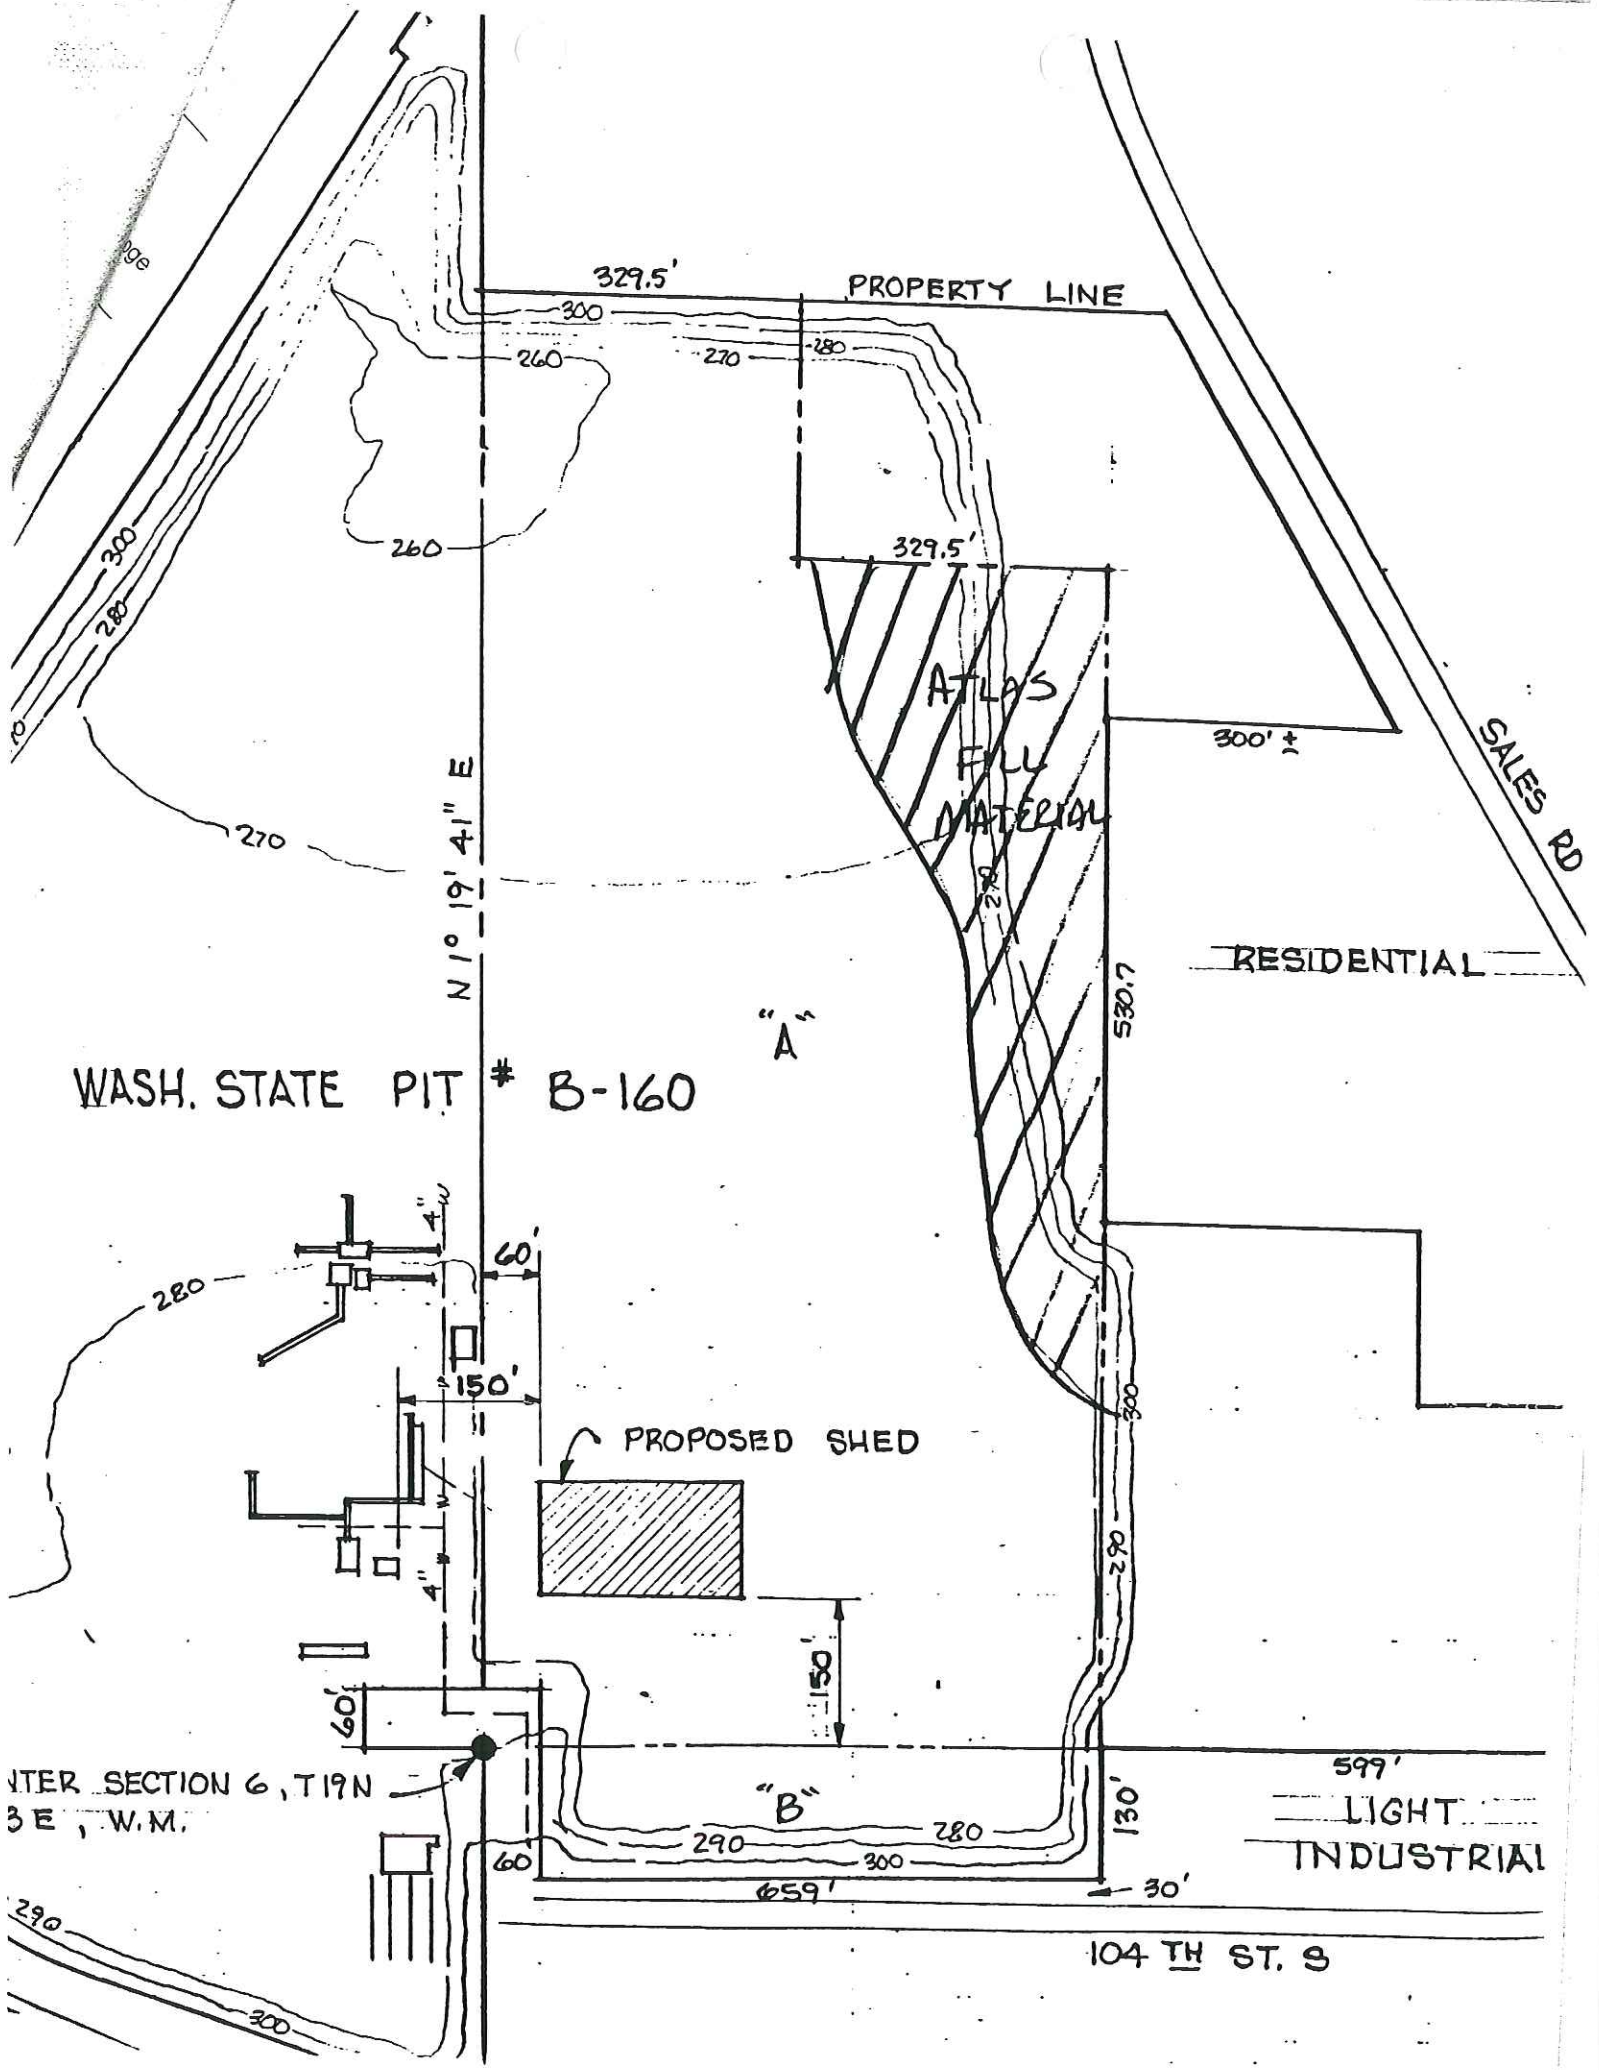 oge
329.5'
PROPERTY LINE
300
260
270
280
260
300
280
70
329.5'
ATLAS
FILL
MATERIAL
300' ±
SALES RD
270
N 1° 19' 41" E
RESIDENTIAL
530.7
"A"
WASH. STATE PIT # B-160
4" W
60'
280
150'
PROPOSED SHED
300
W
290
4" W
150'
60'
NTER SECTION 6, T19N
3E, W.M.
599'
"B"
130'
LIGHT
INDUSTRIAL
280
290
300
60
659'
30'
290
104 TH ST. S
300